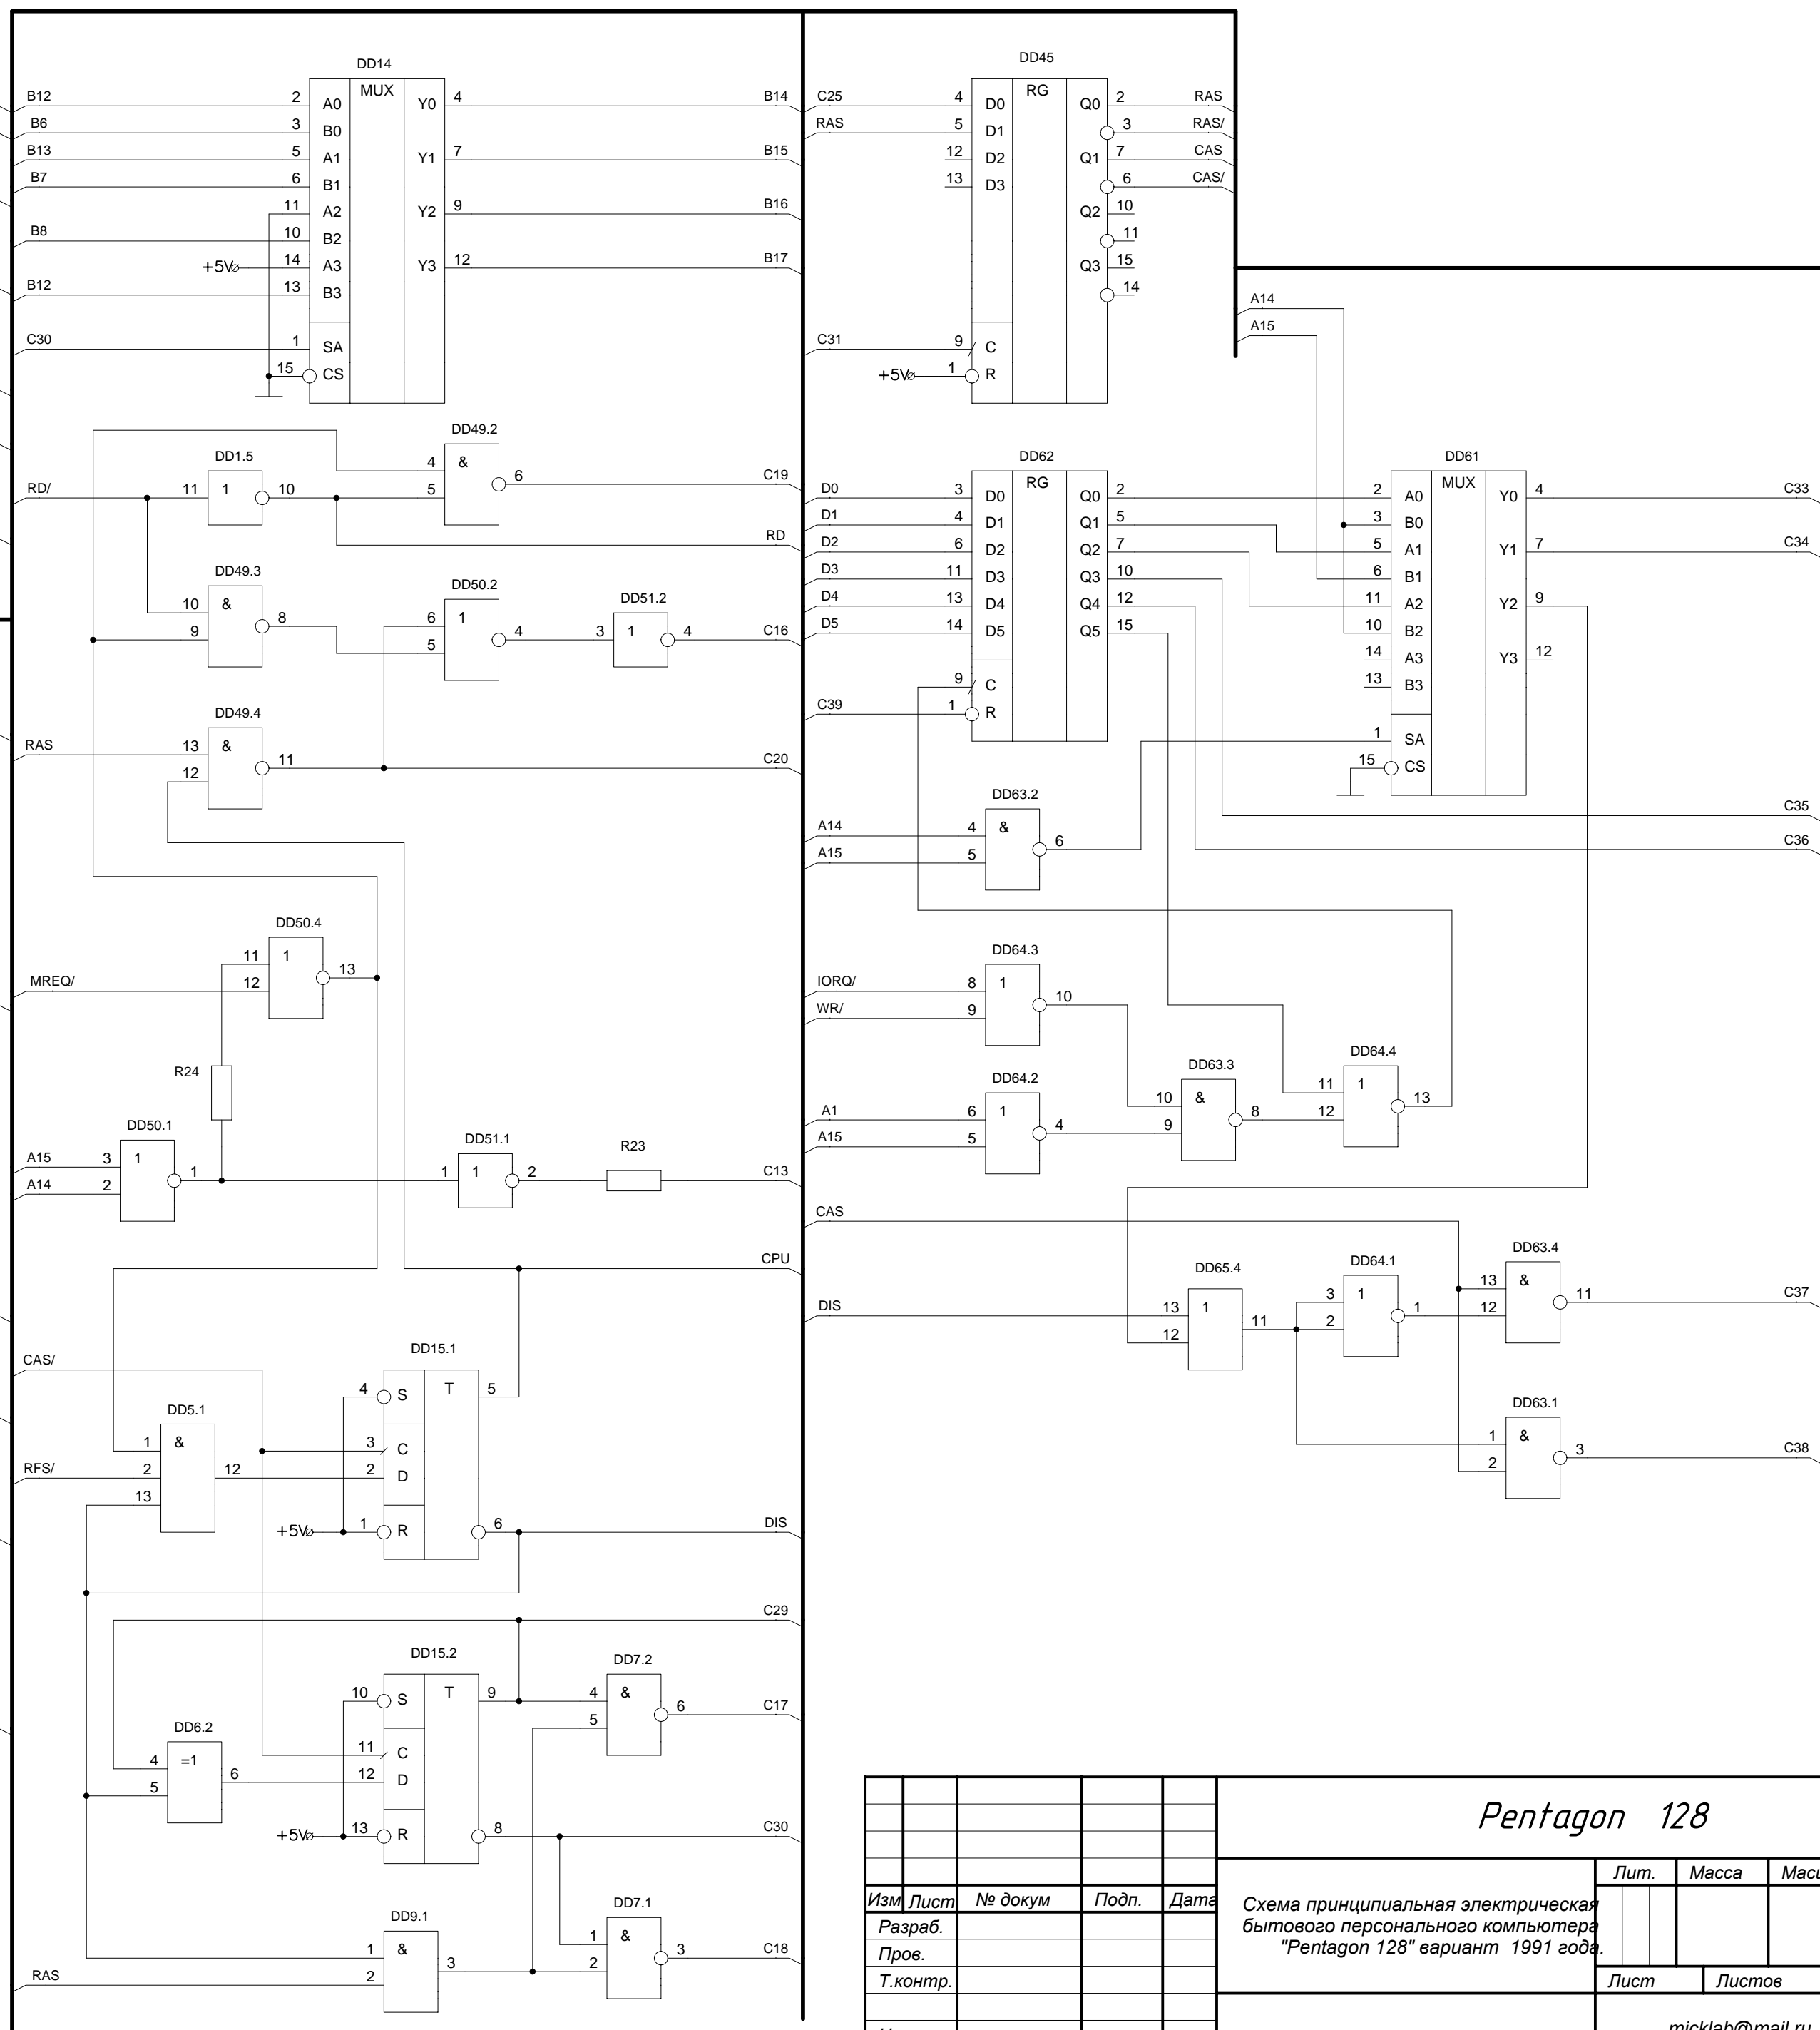 DD14
MUX
B12 2 A0 Y0 4 B14
B6 3 B0
B13 5 A1 Y1 7 B15
B7 6 B1
11 A2 Y2 9 B16
B8 10 B2
+5V 14 A3 Y3 12 B17
B12 13 B3
C30 1 SA
15 CS
DD45
RG
C25 4 D0 Q0 2 RAS
RAS 5 D1 3 RAS/
12 D2 Q1 7 CAS
13 D3 6 CAS/
Q2 10
11
Q3 15
14
C31 9 C
+5V 1 R
A14
A15
DD49.2
4 & 6 C19
5
DD1.5
RD/ 11 1 10
RD
DD49.3
10 & 8
9
DD50.2
6 1 4
5
DD51.2
3 1 4 C16
DD49.4
RAS 13 & 11 C20
12
DD62
RG
D0 3 D0 Q0 2
D1 4 D1 Q1 5
D2 6 D2 Q2 7
D3 11 D3 Q3 10
D4 13 D4 Q4 12
D5 14 D5 Q5 15
9 C
C39 1 R
DD61
MUX
2 A0 Y0 4 C33
3 B0
5 A1 Y1 7 C34
6 B1
11 A2 Y2 9
10 B2
14 A3 Y3 12
13 B3
1 SA
15 CS
C35
C36
DD63.2
A14 4 & 6
A15 5
DD50.4
11 1 13
MREQ/ 12
R24
DD50.1
A15 3 1 1
A14 2
DD51.1
1 1 2
R23
C13
CPU
DD64.3
IORQ/ 8 1 10
WR/ 9
DD64.2
A1 6 1 4
A15 5
DD63.3
10 & 8
9
DD64.4
11 1 13
12
CAS
DIS
DD65.4
13 1 11
12
DD64.1
3 1 1
2
DD63.4
13 & 11 C37
12
DD63.1
1 & 3 C38
2
CAS/
DD15.1
4 S T 5
3 C
2 D
+5V 1 R 6 DIS
DD5.1
1 &
RFS/ 2 12
13
C29
DD15.2
10 S T 9
11 C
12 D
+5V 13 R 8 C30
DD7.2
4 & 6 C17
5
DD6.2
4 =1 6
5
DD9.1
1 & 3
RAS 2
DD7.1
1 & 3 C18
2
Pentagon 128
Изм Лист № докум Подп. Дата
Разраб.
Пров.
Т.контр.
Схема принципиальная электрическая
бытового персонального компьютера
"Pentagon 128" вариант 1991 года.
Лит. Масса
Лист Листов
micklab@mail.ru